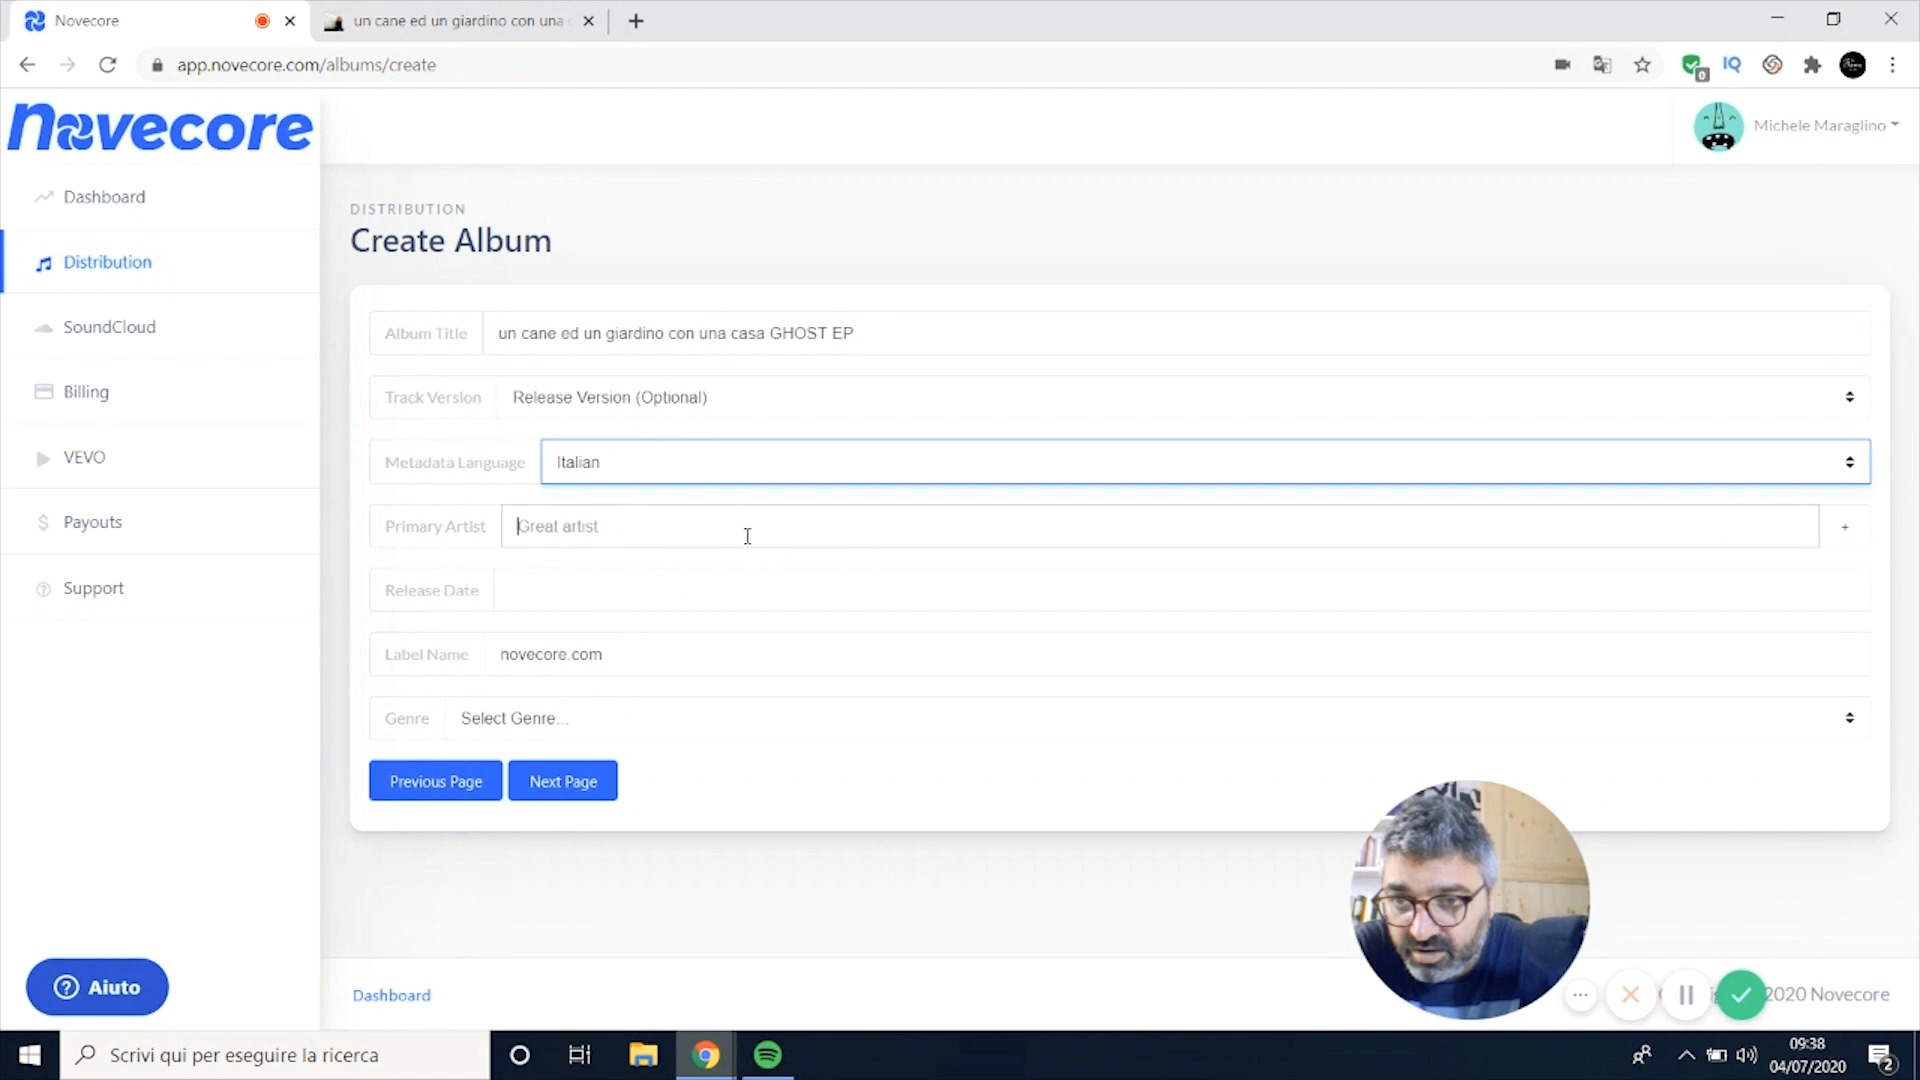 Novecore
un cane ed un giardino con una
app.novecore.com/albums/create
0
IQ
Novecore
Michele Maraglino
Dashboard
Distribution
SoundCloud
Billing
VEVO
Payouts
Support
DISTRIBUTION
Create Album
Album Title
un cane ed un giardino con una casa GHOST EP
Track Version
Release Version (Optional)
Metadata Language
Italian
Primary Artist
Great artist
+
Release Date
Label Name
novecore.com
Genre
Select Genre...
Previous Page
Next Page
Aiuto
Dashboard
2020 Novecore
Scrivi qui per eseguire la ricerca
09:38
04/07/2020
2